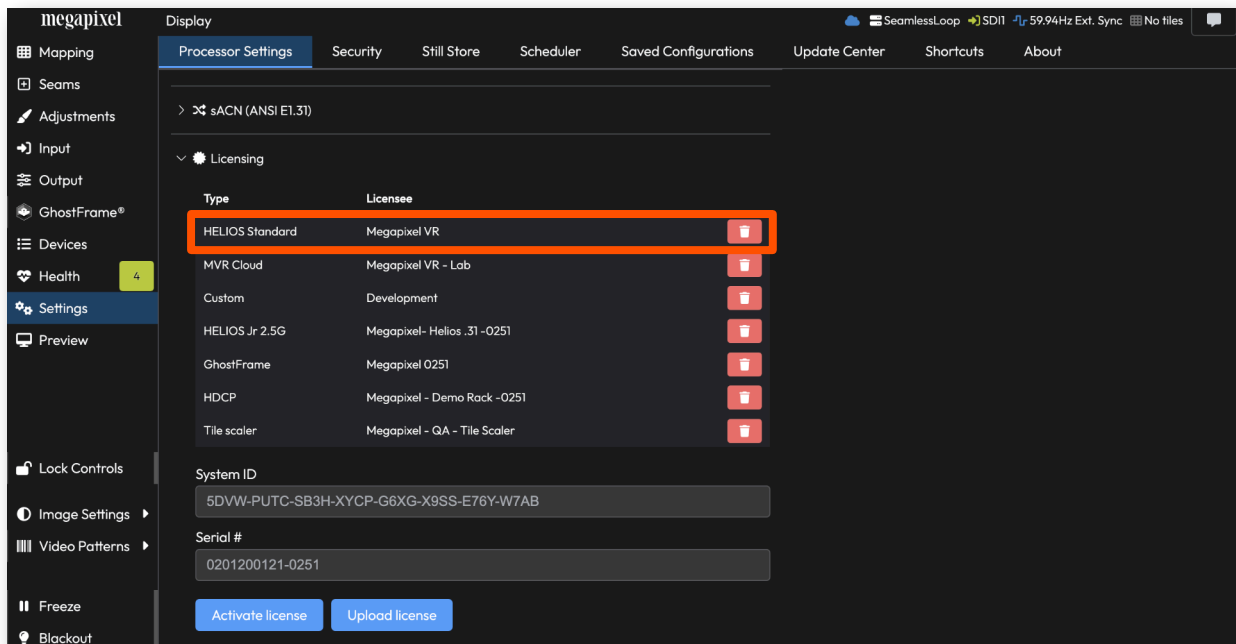 megapixel
Display
SeamlessLoop SDI1 59.94Hz Ext. Sync No tiles
Mapping
Seams
Adjustments
Input
Output
GhostFrame®
Devices
Health 4
Settings
Preview
Lock Controls
Image Settings
Video Patterns
Freeze
Blackout
Processor Settings Security Still Store Scheduler Saved Configurations Update Center Shortcuts About
sACN (ANSI E1.31)
Licensing
Type Licensee
HELIOS Standard Megapixel VR
MVR Cloud Megapixel VR - Lab
Custom Development
HELIOS Jr 2.5G Megapixel- Helios .31 -0251
GhostFrame Megapixel 0251
HDCP Megapixel - Demo Rack -0251
Tile scaler Megapixel - QA - Tile Scaler
System ID
5DVW-PUTC-SB3H-XYCP-G6XG-X9SS-E76Y-W7AB
Serial #
0201200121-0251
Activate license Upload license